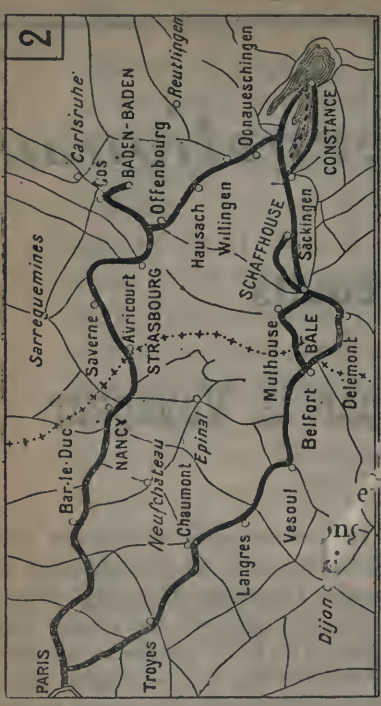 2
PARIS
Bar-le-Duc
NANCY
Sarreguemines
Saverne
Avricourt
STRASBOURG
Carlsruhe
Oos
BADEN-BADEN
Reutlingen
Offenbourg
Hausach
Willingen
Donaueschingen
CONSTANCE
SCHAFFHOUSE
Säckingen
Mulhouse
BÂLE
Belfort
Delémont
Neufchâteau
Epinal
Chaumont
Troyes
Langres
Vesoul
Dijon